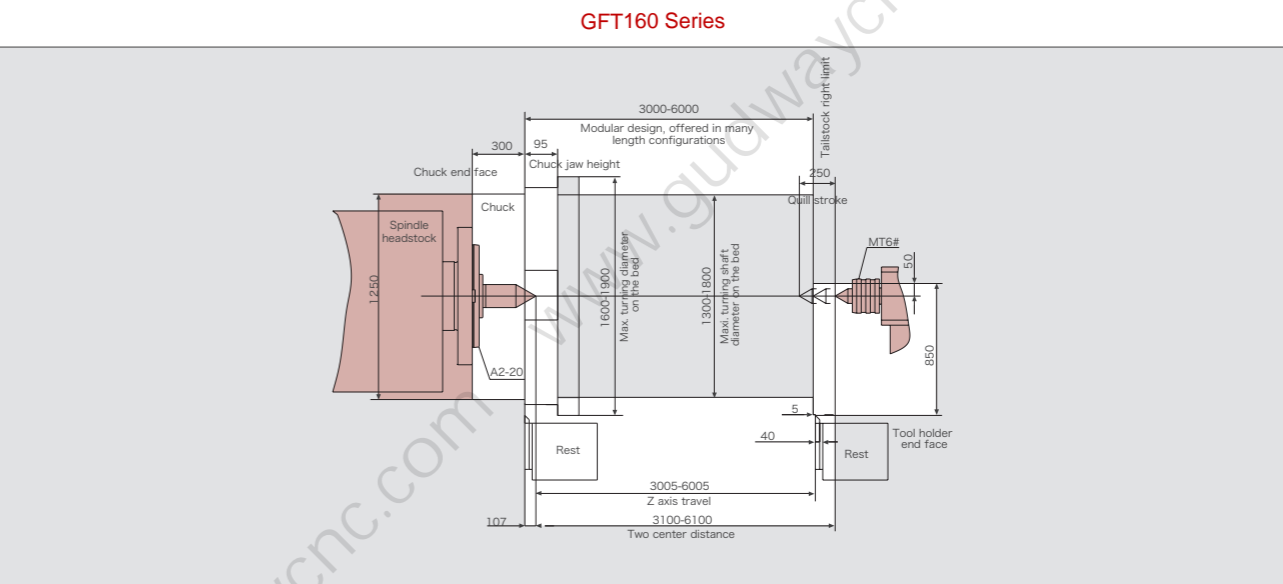 GFT160 Series
www.gudwaycn
ycnc.com
Tailstock right limit
3000-6000
Modular design, offered in many
length configurations
300
95
Chuck jaw height
Chuck end face
250
Quill stroke
Chuck
Spindle
headstock
MT6#
50
1250
1600-1900
Max. turning diameter
on the bed
1300-1800
Maxi. turning shaft
diameter on the bed
850
A2-20
5
40
Tool holder
end face
Rest
Rest
3005-6005
Z axis travel
107
3100-6100
Two center distance